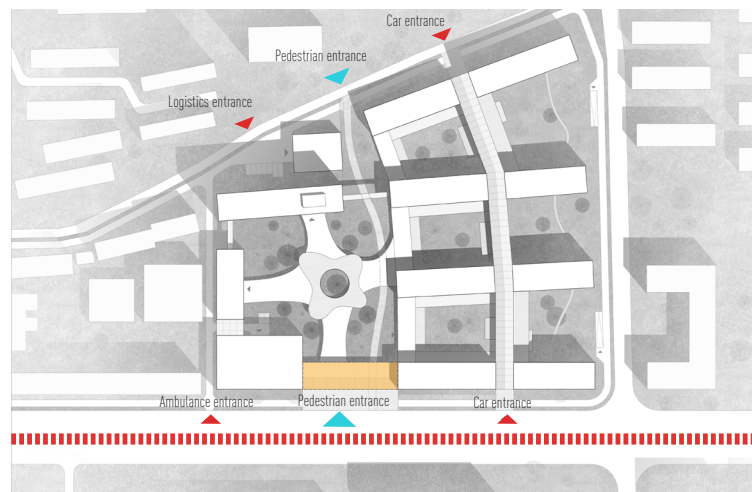 Car entrance
Pedestrian entrance
Logistics entrance
Ambulance entrance
Pedestrian entrance
Car entrance